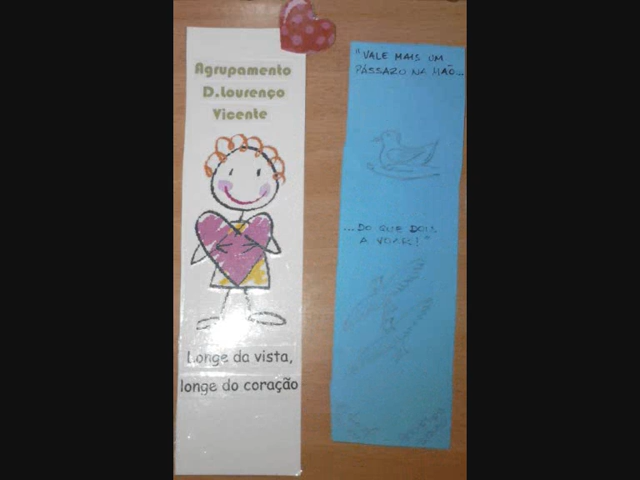 Agrupamento
D.Lourenço
Vicente
Longe da vista,
longe do coração
"VALE MAIS UM
PÁSSARO NA MÃO...
...DO QUE DOIS
A VOAR!"